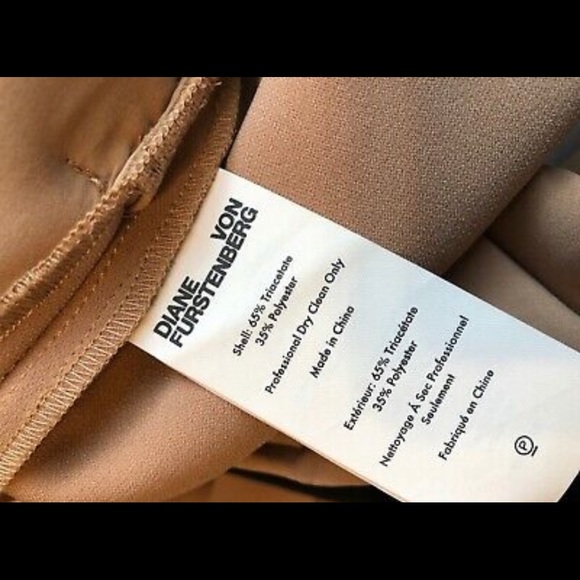 DIANE VON
FURSTENBERG
Shell: 65% Triacetate
35% Polyester
Professional Dry Clean Only
Made in China
Extérieur: 65% Triacétate
35% Polyester
Nettoyage À Sec Professionnel
Seulement
Fabriqué en Chine
P